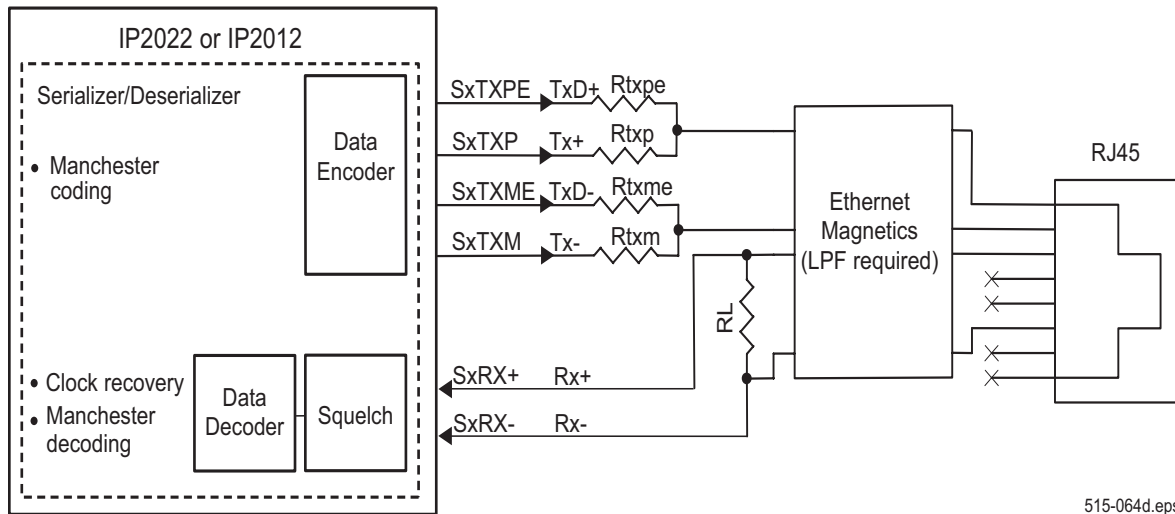 IP2022 or IP2012
Serializer/Deserializer
• Manchester
coding
Data
Encoder
SxTXPE TxD+ Rtxpe
SxTXP Tx+ Rtxp
SxTXME TxD- Rtxme
SxTXM Tx- Rtxm
Ethernet
Magnetics
(LPF required)
RJ45
RL
• Clock recovery
• Manchester
decoding
Data
Decoder
Squelch
SxRX+ Rx+
SxRX- Rx-
515-064d.eps